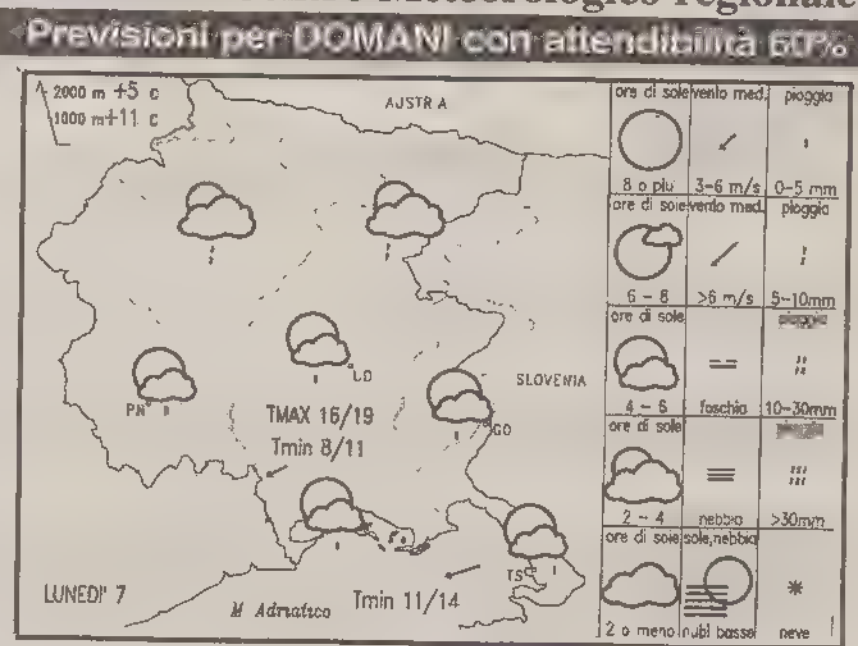 Meteorologico regionale
Previsioni per DOMANI con attendibilità 60%
2000 m +5 c
1000 m+11 c
AUSTRIA
UD
PN
TMAX 16/19
Tmin 8/11
GO
SLOVENIA
TS
LUNEDI' 7
M Adriatico
Tmin 11/14
ore di sole vento med. pioggia
8 o piu' 3-6 m/s 0-5 mm
ore di sole vento med. pioggia
6 - 8 >6 m/s 5-10mm
ore di sole pioggia
4 - 6 foschia 10-30mm
ore di sole
2 - 4 nebbia >30mm
ore di sole sole,nebbia
2 o meno nubi basse neve